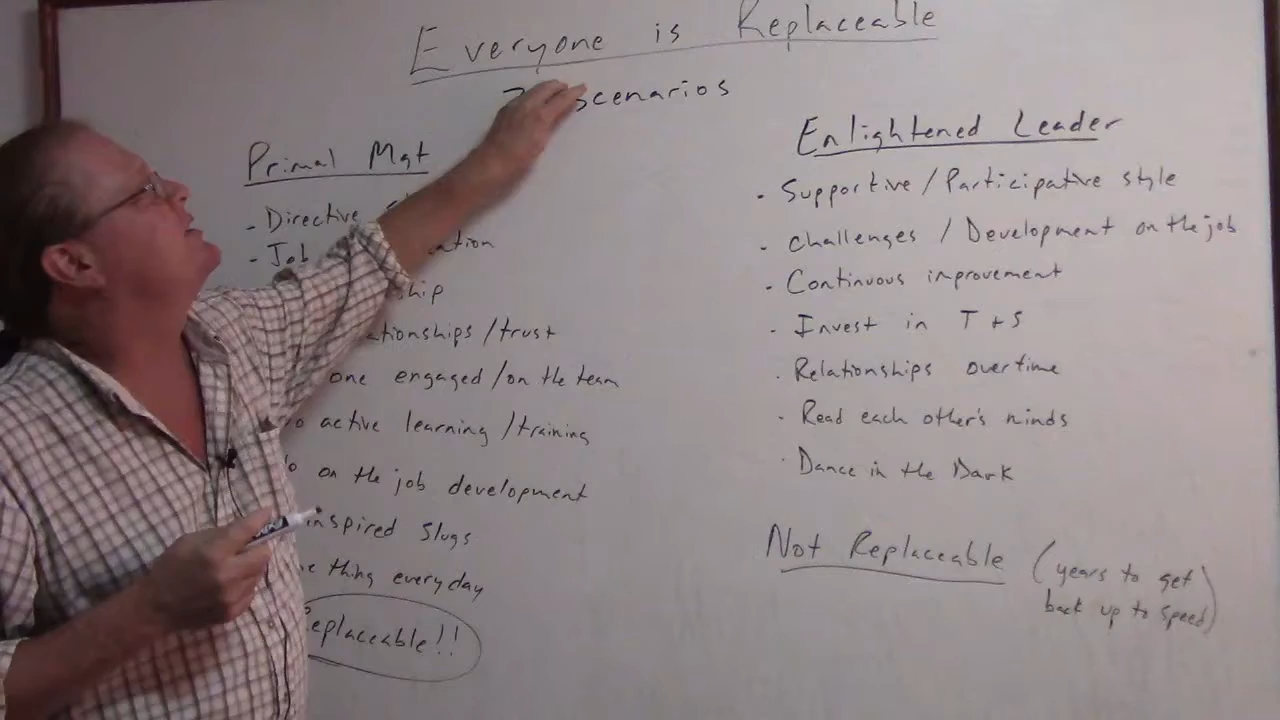 Everyone is Replaceable
scenarios
Primal Mgt
- Directive
- Job
ship
/trust
one engaged/on the team
active learning/training
on the job development
Slugs
thing everyday
eplaceable!!
Enlightened Leader
- Supportive/Participative style
- Challenges / Development on the job
- Continuous improvement
- Invest in T + S
- Relationships overtime
- Read each other's minds
- Dance in the Dark
Not Replaceable (years to get
back up to speed)